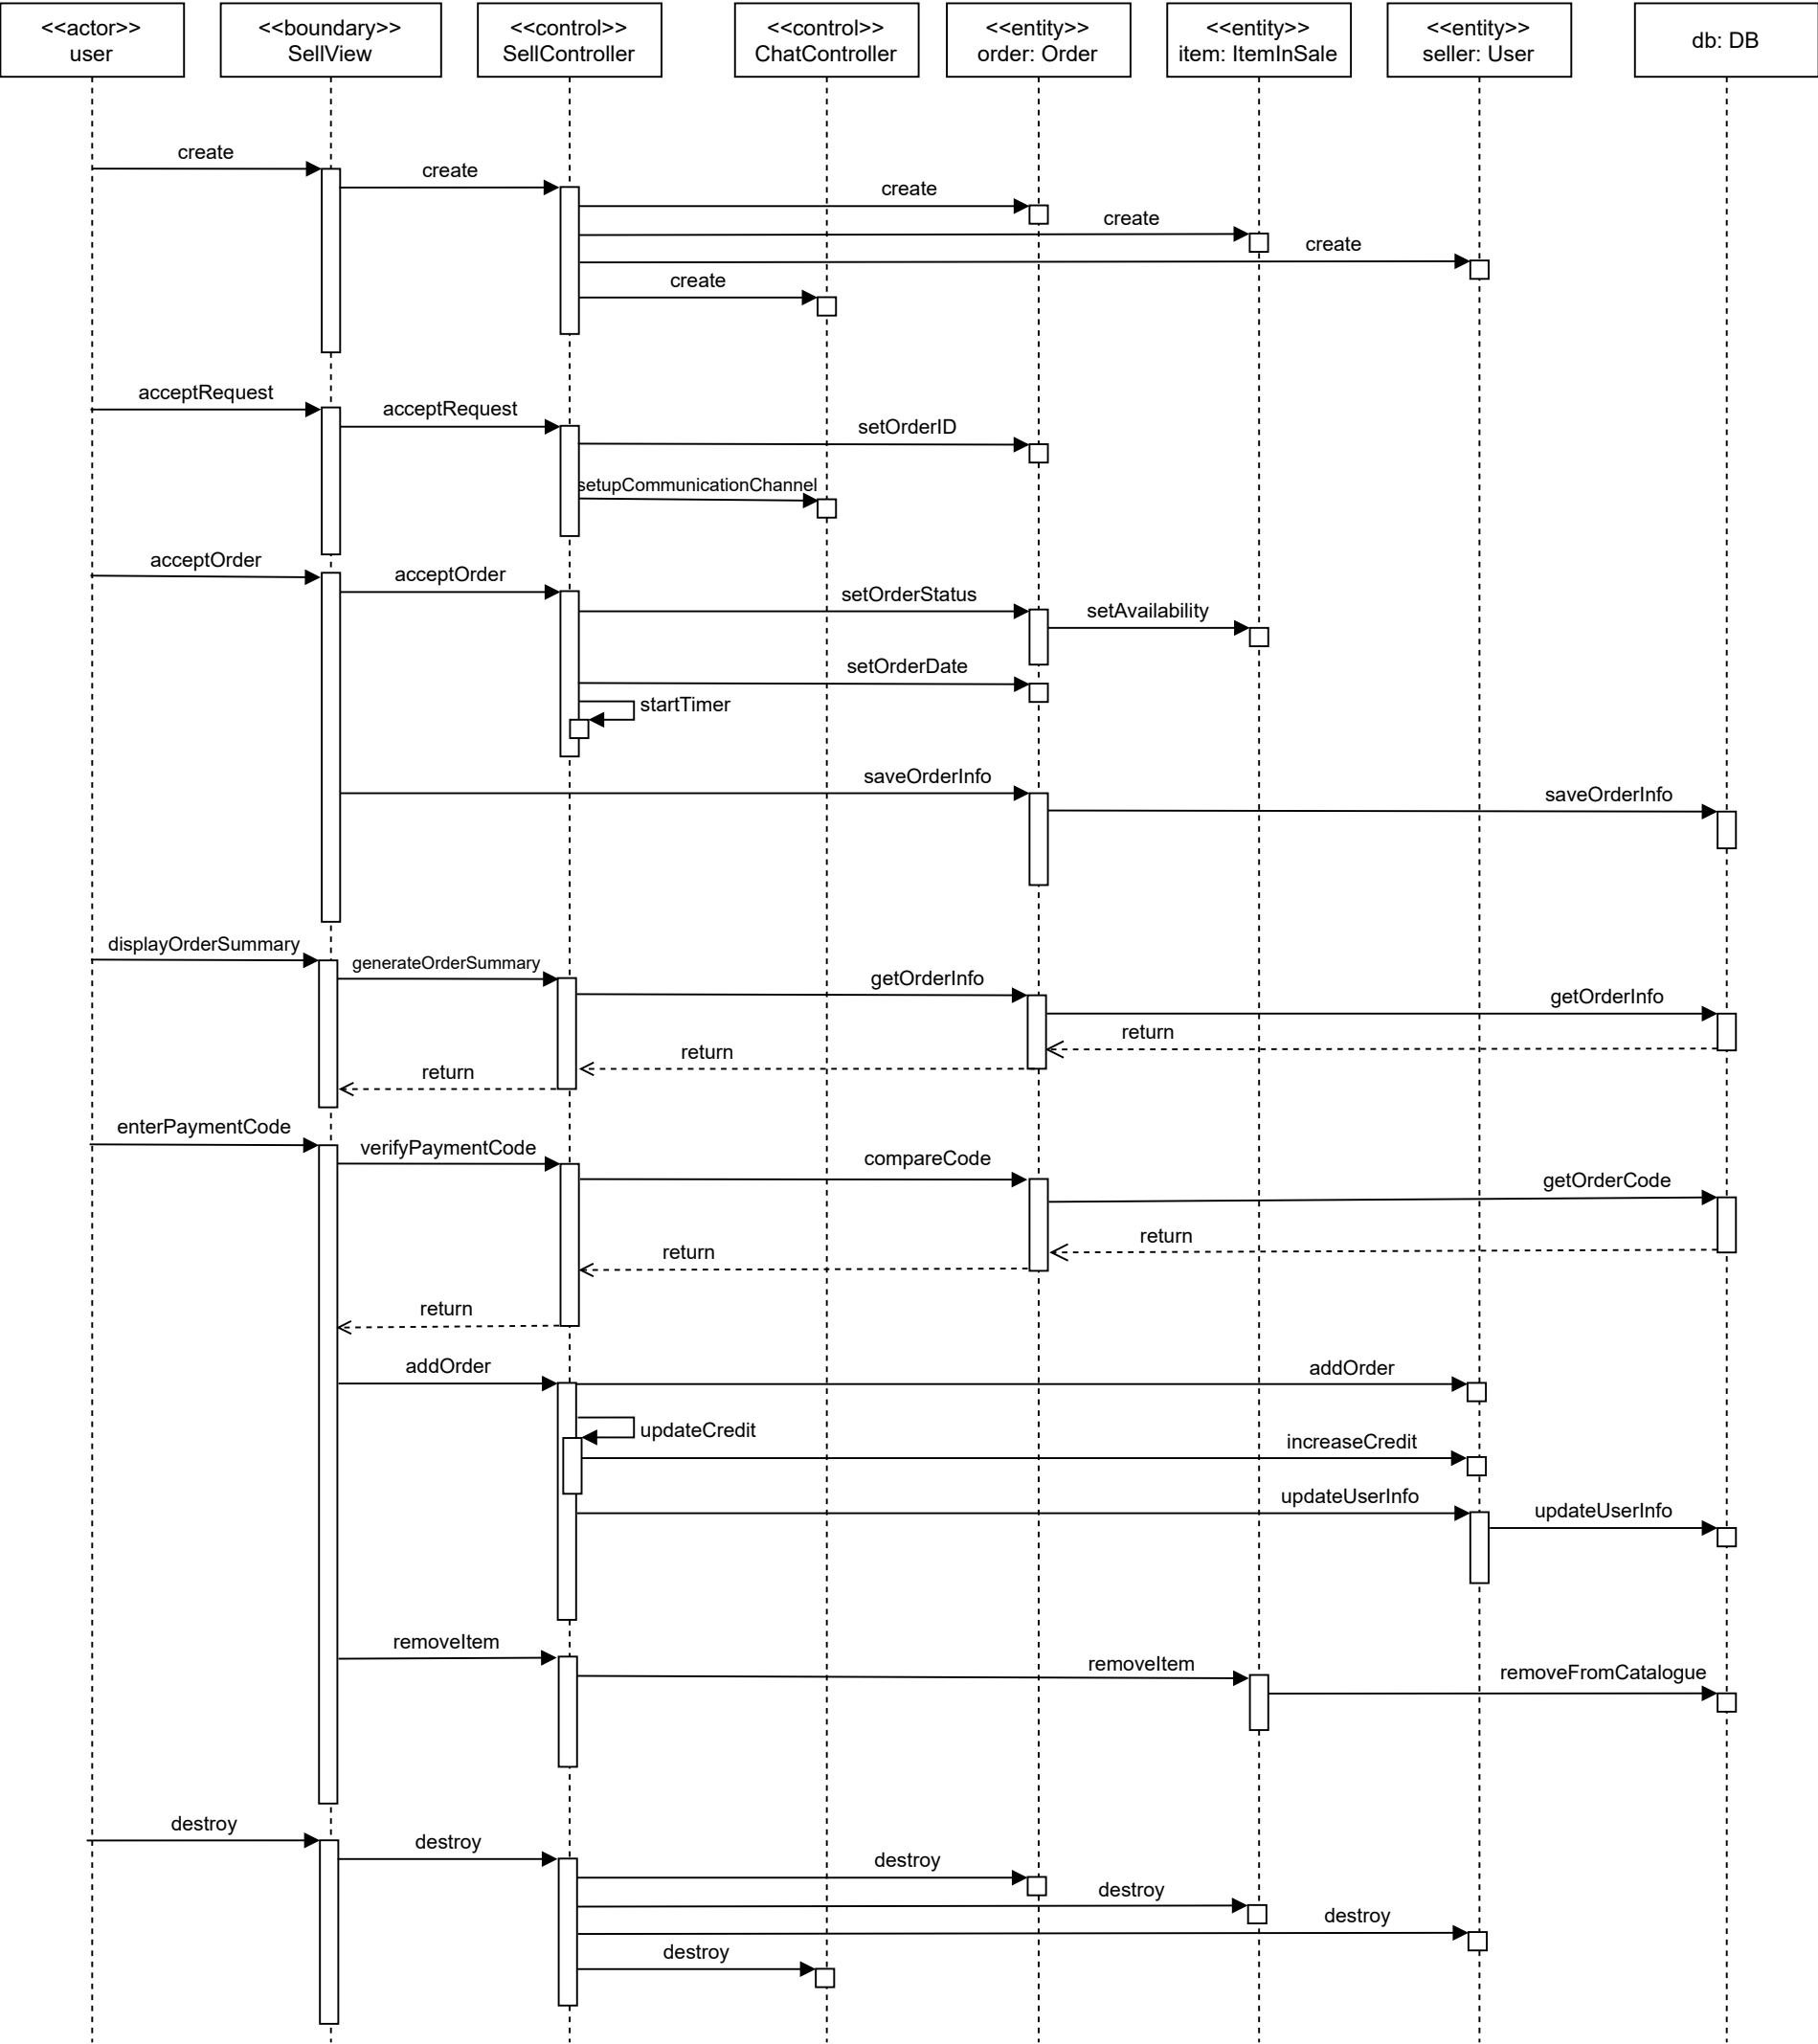 <<actor>>
user
<<boundary>>
SellView
<<control>>
SellController
<<control>>
ChatController
<<entity>>
order: Order
<<entity>>
item: ItemInSale
<<entity>>
seller: User
db: DB
create
create
create
create
create
create
acceptRequest
acceptRequest
setOrderID
setupCommunicationChannel
acceptOrder
acceptOrder
setOrderStatus
setAvailability
setOrderDate
startTimer
saveOrderInfo
saveOrderInfo
displayOrderSummary
generateOrderSummary
getOrderInfo
getOrderInfo
return
return
return
enterPaymentCode
verifyPaymentCode
compareCode
getOrderCode
return
return
return
addOrder
addOrder
updateCredit
increaseCredit
updateUserInfo
updateUserInfo
removeItem
removeItem
removeFromCatalogue
destroy
destroy
destroy
destroy
destroy
destroy